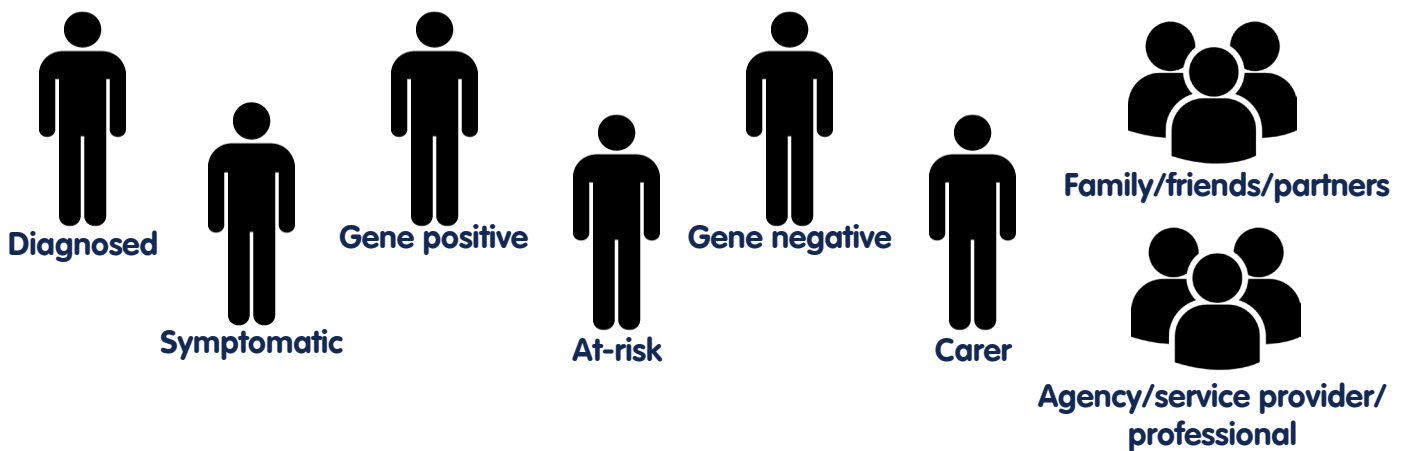 Diagnosed
Symptomatic
Gene positive
At-risk
Gene negative
Carer
Family/friends/partners
Agency/service provider/
professional